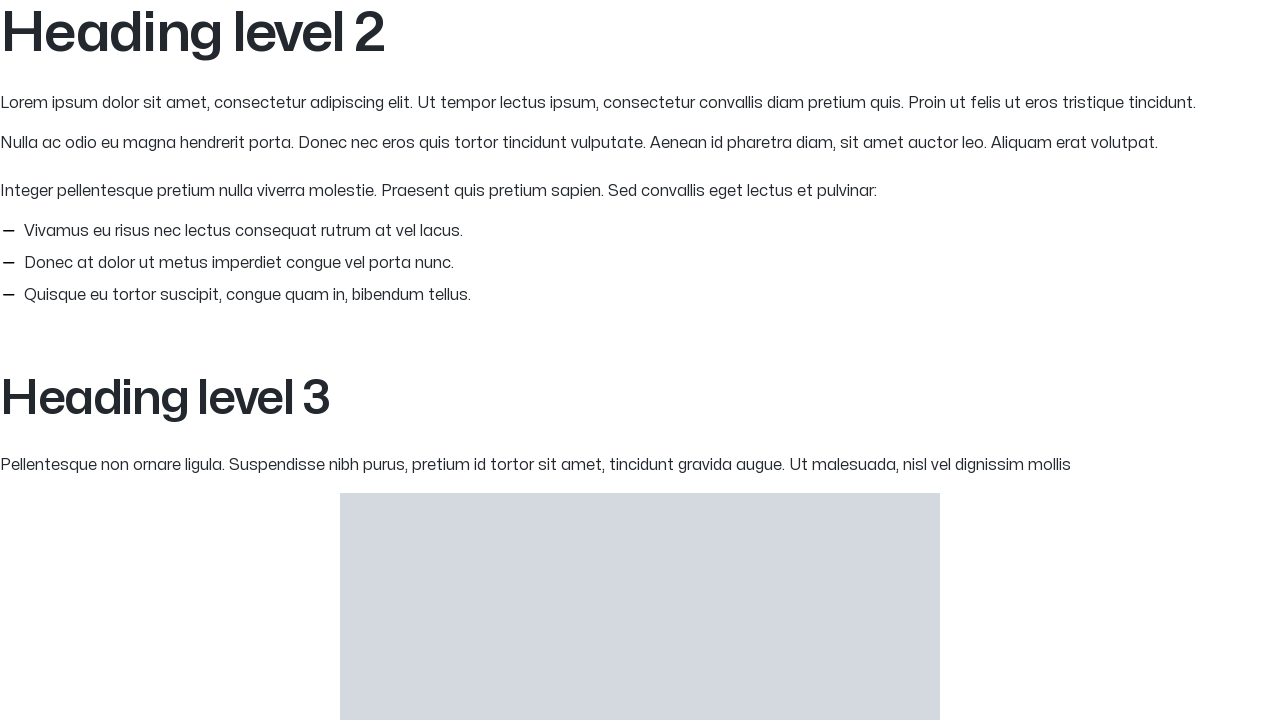 Heading level 2
Lorem ipsum dolor sit amet, consectetur adipiscing elit. Ut tempor lectus ipsum, consectetur convallis diam pretium quis. Proin ut felis ut eros tristique tincidunt.
Nulla ac odio eu magna hendrerit porta. Donec nec eros quis tortor tincidunt vulputate. Aenean id pharetra diam, sit amet auctor leo. Aliquam erat volutpat.
Integer pellentesque pretium nulla viverra molestie. Praesent quis pretium sapien. Sed convallis eget lectus et pulvinar:
– Vivamus eu risus nec lectus consequat rutrum at vel lacus.
– Donec at dolor ut metus imperdiet congue vel porta nunc.
– Quisque eu tortor suscipit, congue quam in, bibendum tellus.
Heading level 3
Pellentesque non ornare ligula. Suspendisse nibh purus, pretium id tortor sit amet, tincidunt gravida augue. Ut malesuada, nisl vel dignissim mollis